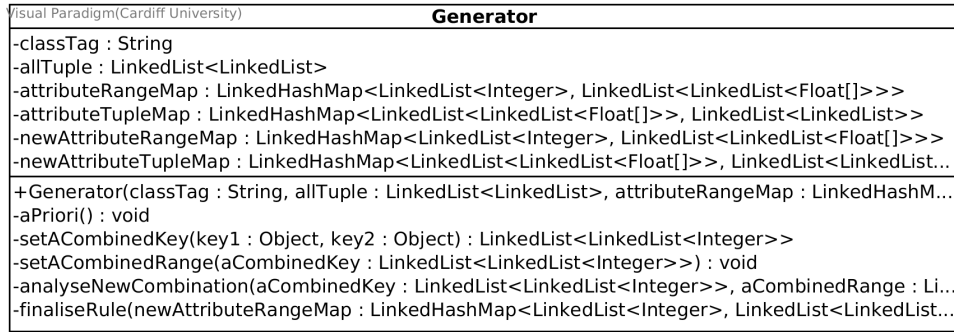 Visual Paradigm(Cardiff University)
Generator
-classTag : String
-allTuple : LinkedList<LinkedList>
-attributeRangeMap : LinkedHashMap<LinkedList<Integer>, LinkedList<LinkedList<Float[]>>>
-attributeTupleMap : LinkedHashMap<LinkedList<LinkedList<Float[]>>, LinkedList<LinkedList>>
-newAttributeRangeMap : LinkedHashMap<LinkedList<Integer>, LinkedList<LinkedList<Float[]>>>
-newAttributeTupleMap : LinkedHashMap<LinkedList<LinkedList<Float[]>>, LinkedList<LinkedList...
+Generator(classTag : String, allTuple : LinkedList<LinkedList>, attributeRangeMap : LinkedHashM...
-aPriori() : void
-setACombinedKey(key1 : Object, key2 : Object) : LinkedList<LinkedList<Integer>>
-setACombinedRange(aCombinedKey : LinkedList<LinkedList<Integer>>) : void
-analyseNewCombination(aCombinedKey : LinkedList<LinkedList<Integer>>, aCombinedRange : Li...
-finaliseRule(newAttributeRangeMap : LinkedHashMap<LinkedList<Integer>, LinkedList<LinkedList...